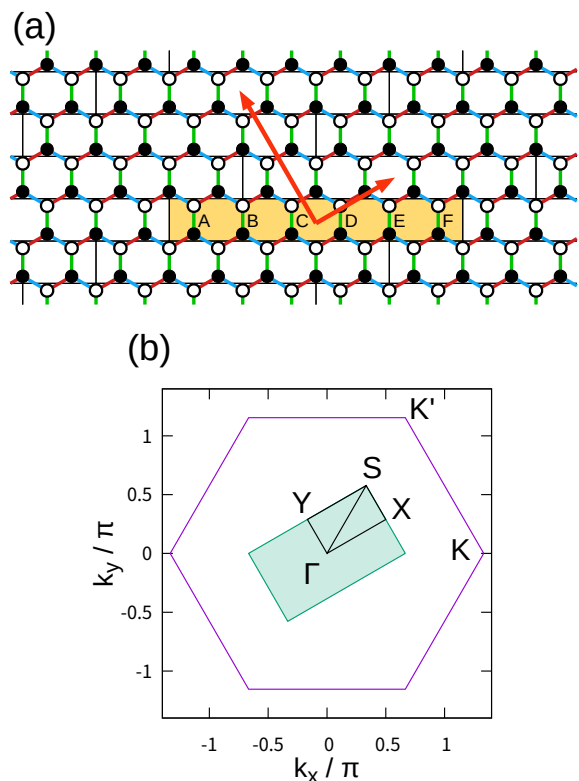 (a)
A B C D E F
(b)
K'
1
S
0.5
Y
X
0
Γ
K
-0.5
-1
k_y / π
-1 -0.5 0 0.5 1
k_x / π